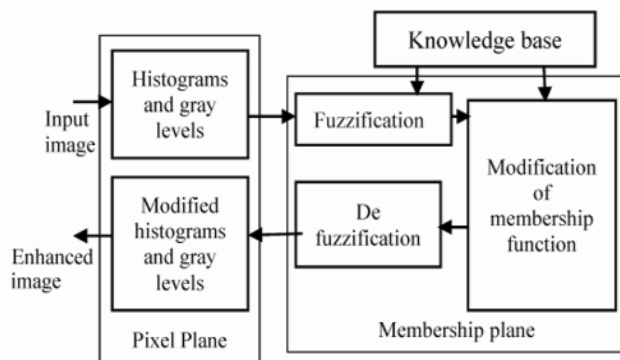 Knowledge base
Histograms
and gray
levels
Input
image
Fuzzification
Modification
of
membership
function
De
fuzzification
Modified
histograms
and gray
levels
Enhanced
image
Pixel Plane
Membership plane